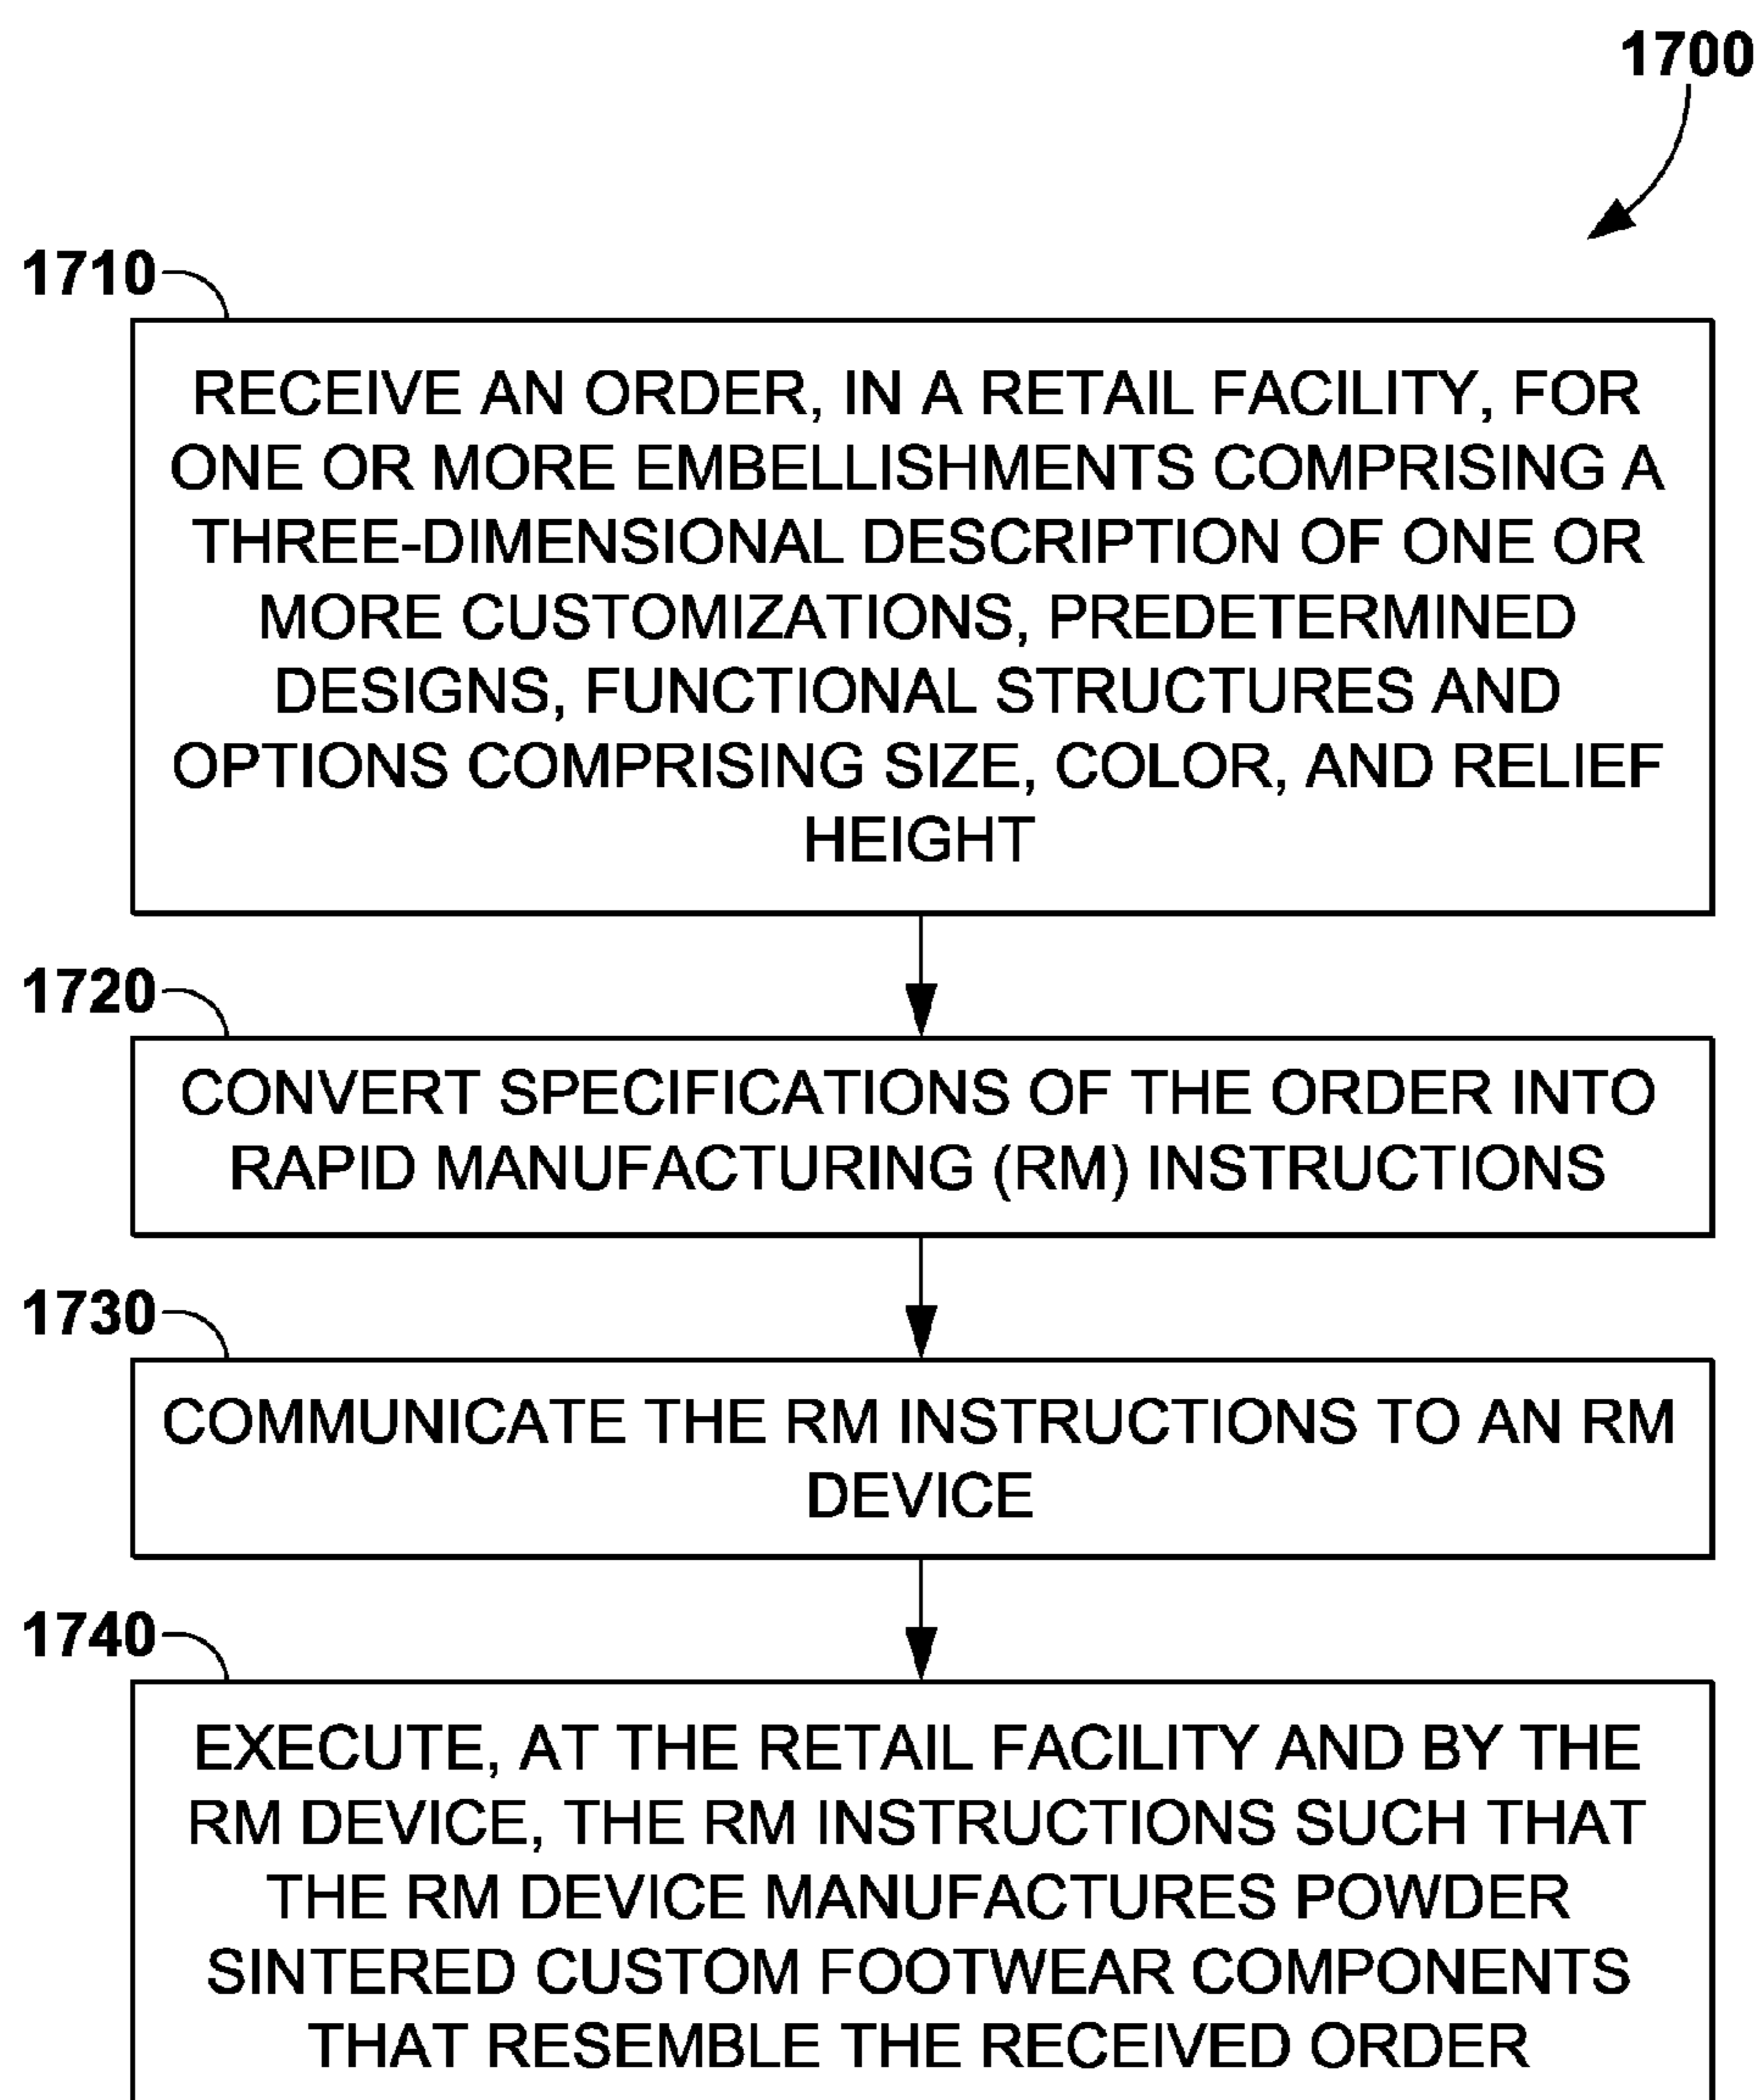 1700
1710
RECEIVE AN ORDER, IN A RETAIL FACILITY, FOR
ONE OR MORE EMBELLISHMENTS COMPRISING A
THREE-DIMENSIONAL DESCRIPTION OF ONE OR
MORE CUSTOMIZATIONS, PREDETERMINED
DESIGNS, FUNCTIONAL STRUCTURES AND
OPTIONS COMPRISING SIZE, COLOR, AND RELIEF
HEIGHT
1720
CONVERT SPECIFICATIONS OF THE ORDER INTO
RAPID MANUFACTURING (RM) INSTRUCTIONS
1730
COMMUNICATE THE RM INSTRUCTIONS TO AN RM
DEVICE
1740
EXECUTE, AT THE RETAIL FACILITY AND BY THE
RM DEVICE, THE RM INSTRUCTIONS SUCH THAT
THE RM DEVICE MANUFACTURES POWDER
SINTERED CUSTOM FOOTWEAR COMPONENTS
THAT RESEMBLE THE RECEIVED ORDER